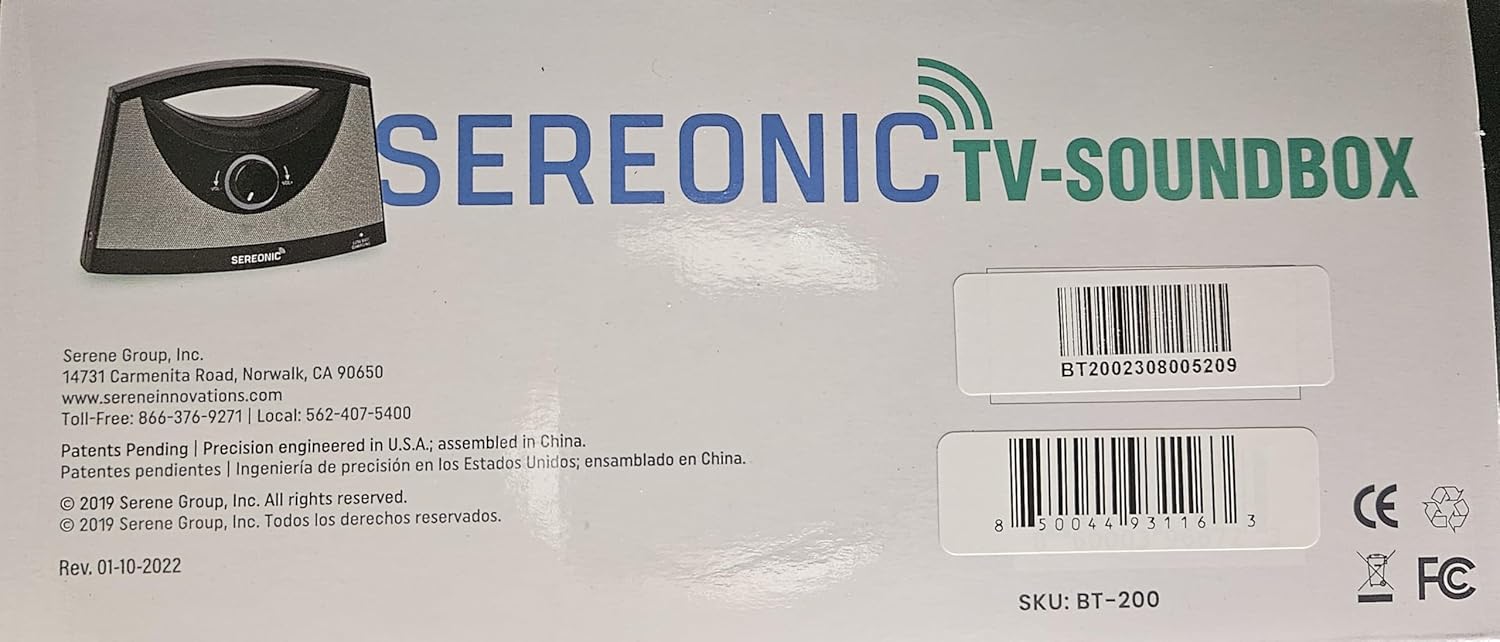 SEREONIC TV-SOUNDBOX
VOL- VOL+
SEREONIC
Serene Group, Inc.
14731 Carmenita Road, Norwalk, CA 90650
www.sereneinnovations.com
Toll-Free: 866-376-9271 | Local: 562-407-5400
Patents Pending | Precision engineered in U.S.A.; assembled in China.
Patentes pendientes | Ingeniería de precisión en los Estados Unidos; ensamblado en China.
© 2019 Serene Group, Inc. All rights reserved.
© 2019 Serene Group, Inc. Todos los derechos reservados.
Rev. 01-10-2022
BT2002308005209
8 50044 93116 3
SKU: BT-200
CE
FC